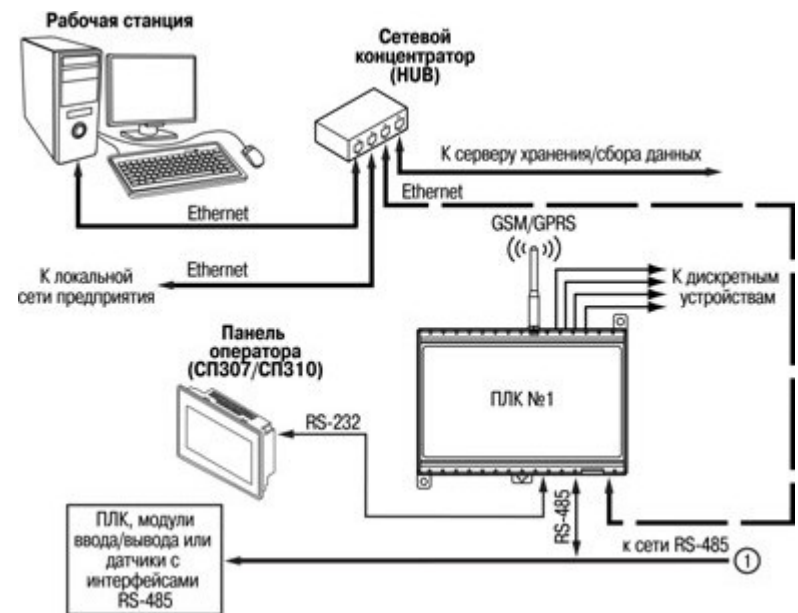 Рабочая станция
Сетевой
концентратор
(HUB)
К серверу хранения/сбора данных
Ethernet
Ethernet
GSM/GPRS
Ethernet
К локальной
сети предприятия
К дискретным
устройствам
Панель
оператора
(СП307/СП310)
ПЛК №1
RS-232
RS-485
к сети RS-485
1
ПЛК, модули
ввода/вывода или
датчики с
интерфейсами
RS-485